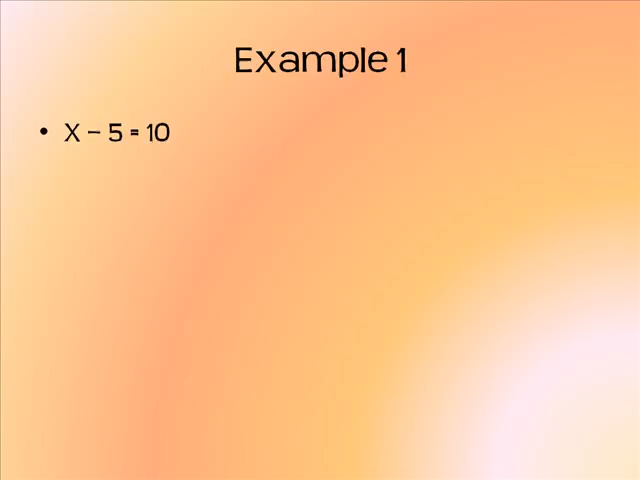 Example 1
• X – 5 = 10